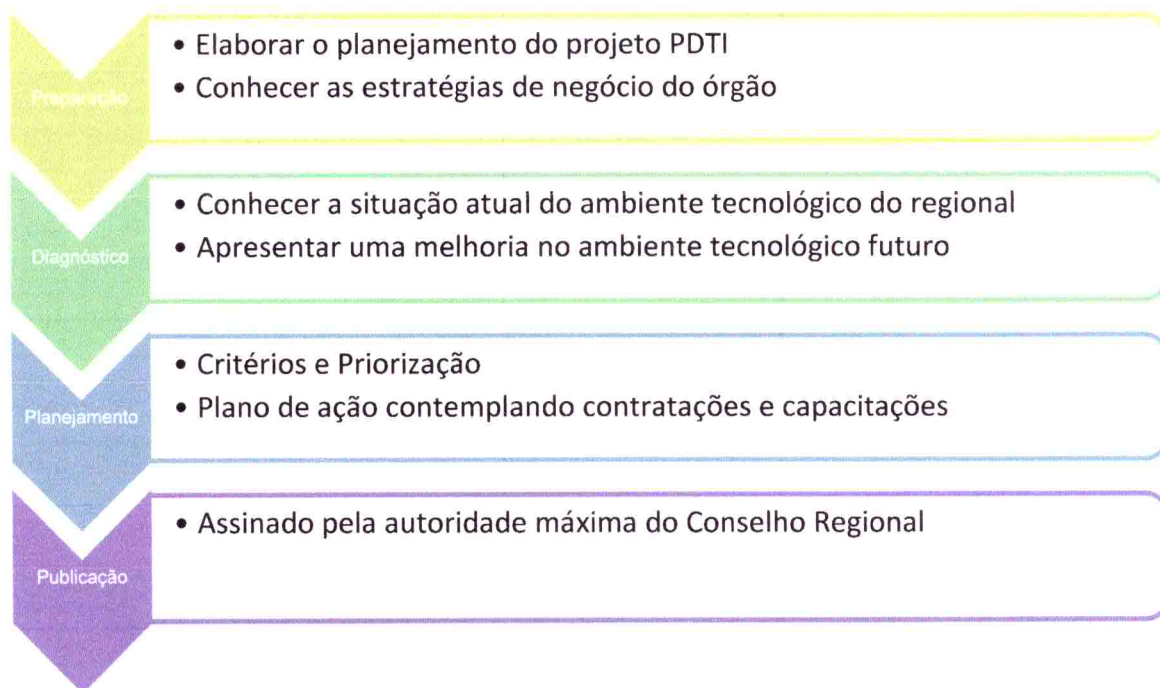 Preparação
• Elaborar o planejamento do projeto PDTI
• Conhecer as estratégias de negócio do órgão
Diagnóstico
• Conhecer a situação atual do ambiente tecnológico do regional
• Apresentar uma melhoria no ambiente tecnológico futuro
Planejamento
• Critérios e Priorização
• Plano de ação contemplando contratações e capacitações
Publicação
• Assinado pela autoridade máxima do Conselho Regional